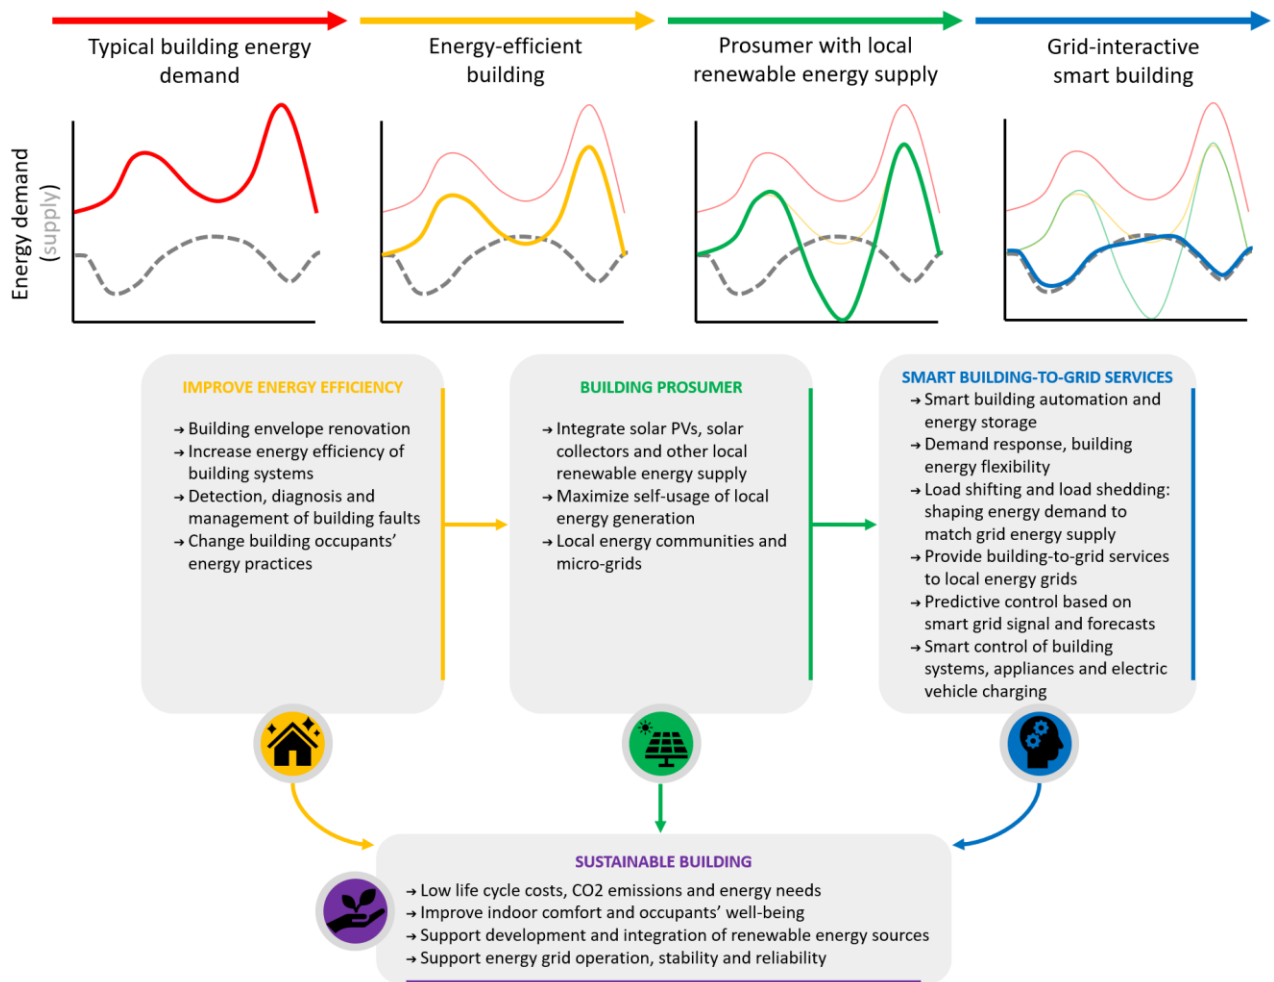 Typical building energy
demand
Energy-efficient
building
Prosumer with local
renewable energy supply
Grid-interactive
smart building
Energy demand
(supply)
IMPROVE ENERGY EFFICIENCY
→ Building envelope renovation
→ Increase energy efficiency of
building systems
→ Detection, diagnosis and
management of building faults
→ Change building occupants’
energy practices
BUILDING PROSUMER
→ Integrate solar PVs, solar
collectors and other local
renewable energy supply
→ Maximize self-usage of local
energy generation
→ Local energy communities and
micro-grids
SMART BUILDING-TO-GRID SERVICES
→ Smart building automation and
energy storage
→ Demand response, building
energy flexibility
→ Load shifting and load shedding:
shaping energy demand to
match grid energy supply
→ Provide building-to-grid services
to local energy grids
→ Predictive control based on
smart grid signal and forecasts
→ Smart control of building
systems, appliances and electric
vehicle charging
SUSTAINABLE BUILDING
→ Low life cycle costs, CO2 emissions and energy needs
→ Improve indoor comfort and occupants’ well-being
→ Support development and integration of renewable energy sources
→ Support energy grid operation, stability and reliability